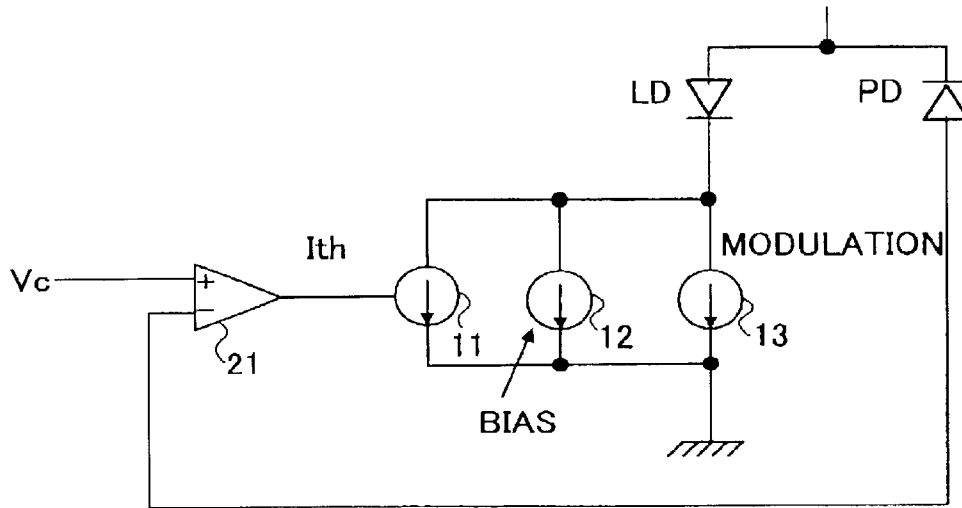 LD
PD
Ith
MODULATION
Vc
+
−
21
11
12
13
BIAS